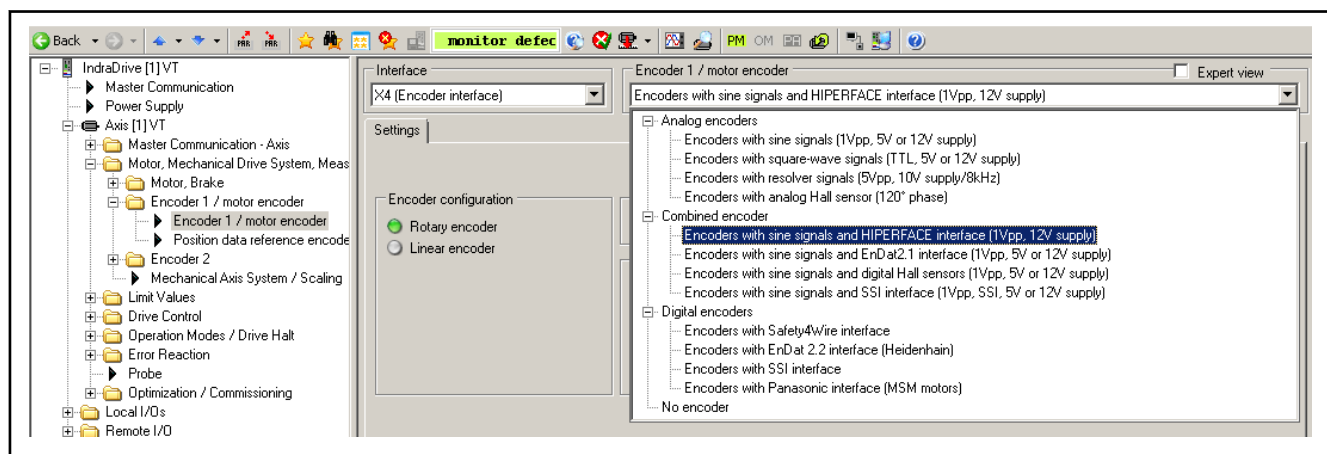 Back PAR PAR monitor defec PM OM
IndraDrive [1] VT
Master Communication
Power Supply
Axis [1] VT
Master Communication - Axis
Motor, Mechanical Drive System, Meas
Motor, Brake
Encoder 1 / motor encoder
Encoder 1 / motor encoder
Position data reference encode
Encoder 2
Mechanical Axis System / Scaling
Limit Values
Drive Control
Operation Modes / Drive Halt
Error Reaction
Probe
Optimization / Commissioning
Local I/Os
Remote I/O
Interface
X4 (Encoder interface)
Settings
Encoder configuration
Rotary encoder
Linear encoder
Encoder 1 / motor encoder
Expert view
Encoders with sine signals and HIPERFACE interface (1Vpp, 12V supply)
Analog encoders
Encoders with sine signals (1Vpp, 5V or 12V supply)
Encoders with square-wave signals (TTL, 5V or 12V supply)
Encoders with resolver signals (5Vpp, 10V supply/8kHz)
Encoders with analog Hall sensor (120° phase)
Combined encoder
Encoders with sine signals and HIPERFACE interface (1Vpp, 12V supply)
Encoders with sine signals and EnDat2.1 interface (1Vpp, 5V or 12V supply)
Encoders with sine signals and digital Hall sensors (1Vpp, 5V or 12V supply)
Encoders with sine signals and SSI interface (1Vpp, SSI, 5V or 12V supply)
Digital encoders
Encoders with Safety4Wire interface
Encoders with EnDat 2.2 interface (Heidenhain)
Encoders with SSI interface
Encoders with Panasonic interface (MSM motors)
No encoder